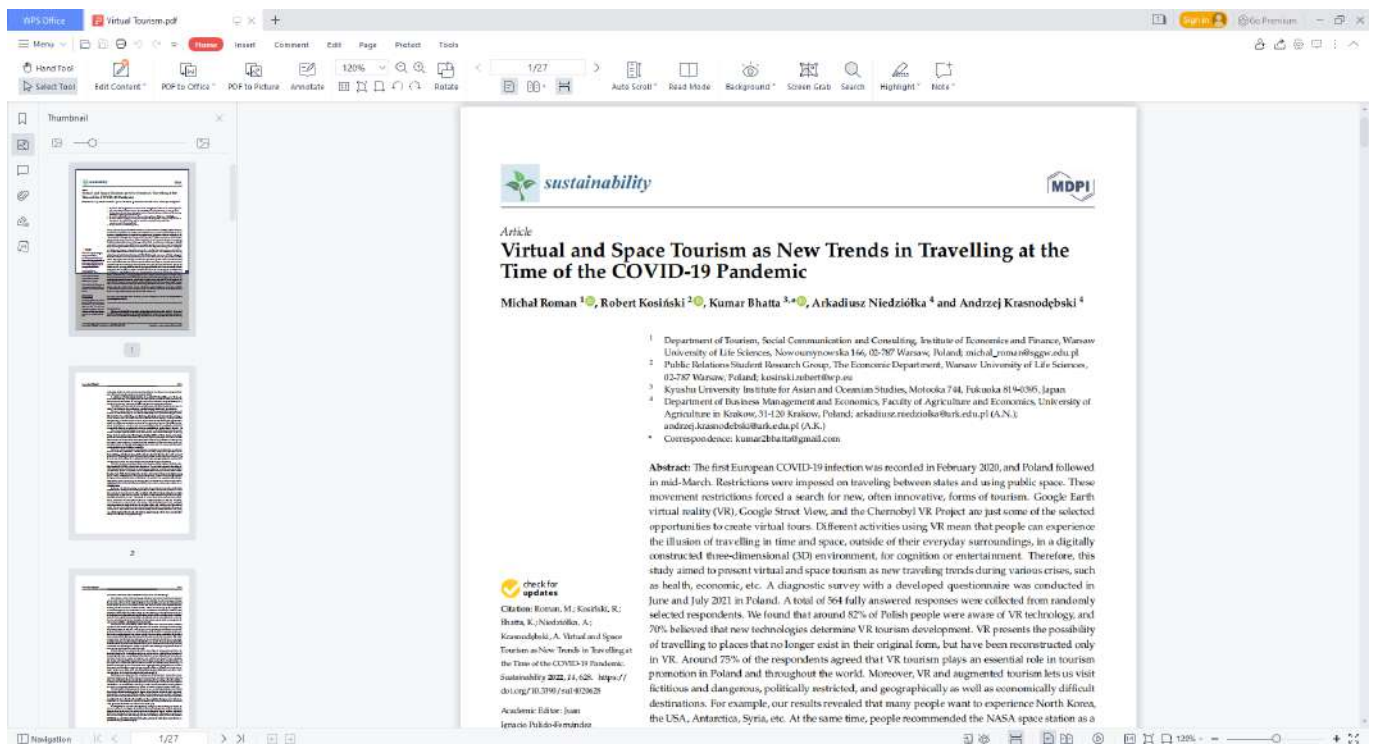 WPS Office
Virtual Tourism.pdf
Sign in
Go Premium
Menu
Home
Insert
Comment
Edit
Page
Protect
Tools
Hand Tool
Select Tool
Edit Content
PDF to Office
PDF to Picture
Annotate
120%
Rotate
1/27
Auto Scroll
Read Mode
Background
Screen Grab
Search
Highlight
Note
Thumbnail
1
2
sustainability
MDPI
Article
Virtual and Space Tourism as New Trends in Travelling at the
Time of the COVID-19 Pandemic
Michał Roman 1, Robert Kosiński 2, Kumar Bhatta 3,*, Arkadiusz Niedziółka 4 and Andrzej Krasnodębski 4
1 Department of Tourism, Social Communication and Consulting, Institute of Economics and Finance, Warsaw
University of Life Sciences, Nowoursynowska 166, 02-787 Warsaw, Poland; michal_roman@sggw.edu.pl
2 Public Relations Student Research Group, The Economic Department, Warsaw University of Life Sciences,
02-787 Warsaw, Poland; kosinski.robert@wp.eu
3 Kyushu University Institute for Asian and Oceanian Studies, Motooka 744, Fukuoka 819-0395, Japan
4 Department of Business Management and Economics, Faculty of Agriculture and Economics, University of
Agriculture in Krakow, 31-120 Krakow, Poland; arkadiusz.niedziolka@urk.edu.pl (A.N.);
andrzej.krasnodebski@urk.edu.pl (A.K.)
* Correspondence: kumar2bhatta@gmail.com
Abstract: The first European COVID-19 infection was recorded in February 2020, and Poland followed
in mid-March. Restrictions were imposed on traveling between states and using public space. These
movement restrictions forced a search for new, often innovative, forms of tourism. Google Earth
virtual reality (VR), Google Street View, and the Chernobyl VR Project are just some of the selected
opportunities to create virtual tours. Different activities using VR mean that people can experience
the illusion of travelling in time and space, outside of their everyday surroundings, in a digitally
constructed three-dimensional (3D) environment, for cognition or entertainment. Therefore, this
study aimed to present virtual and space tourism as new traveling trends during various crises, such
as health, economic, etc. A diagnostic survey with a developed questionnaire was conducted in
June and July 2021 in Poland. A total of 564 fully answered responses were collected from randomly
selected respondents. We found that around 82% of Polish people were aware of VR technology, and
70% believed that new technologies determine VR tourism development. VR presents the possibility
of travelling to places that no longer exist in their original form, but have been reconstructed only
in VR. Around 75% of the respondents agreed that VR tourism plays an essential role in tourism
promotion in Poland and throughout the world. Moreover, VR and augmented tourism lets us visit
fictitious and dangerous, politically restricted, and geographically as well as economically difficult
destinations. For example, our results revealed that many people want to experience North Korea,
the USA, Antarctica, Syria, etc. At the same time, people recommended the NASA space station as a
check for
updates
Citation: Roman, M.; Kosiński, R.;
Bhatta, K.; Niedziółka, A.;
Krasnodębski, A. Virtual and Space
Tourism as New Trends in Travelling at
the Time of the COVID-19 Pandemic.
Sustainability 2022, 14, 628. https://
doi.org/10.3390/su14020628
Academic Editor: Juan
Ignacio Pulido-Fernández
Navigation
1/27
120%